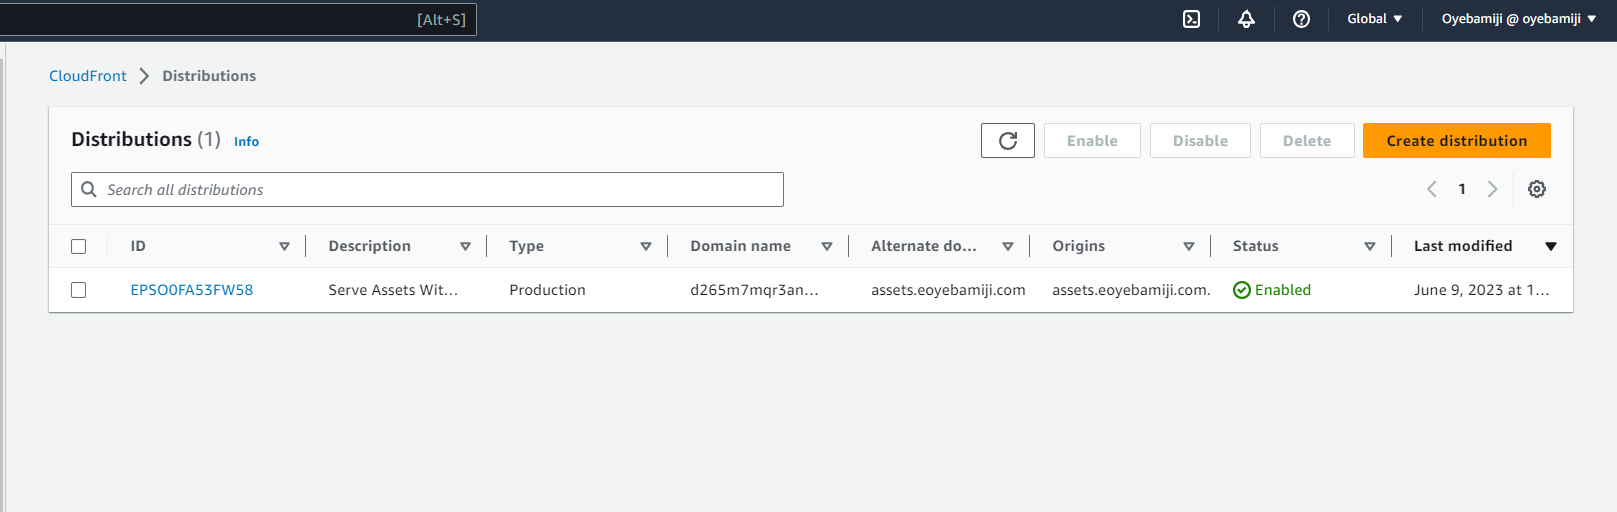 [Alt+S] Global Oyebamiji @ oyebamiji
CloudFront Distributions
Distributions (1) Info Enable Disable Delete Create distribution
Search all distributions 1
ID Description Type Domain name Alternate do... Origins Status Last modified
EPSO0FA53FW58 Serve Assets Wit... Production d265m7mqr3an... assets.eoyebamiji.com assets.eoyebamiji.com. Enabled June 9, 2023 at 1...